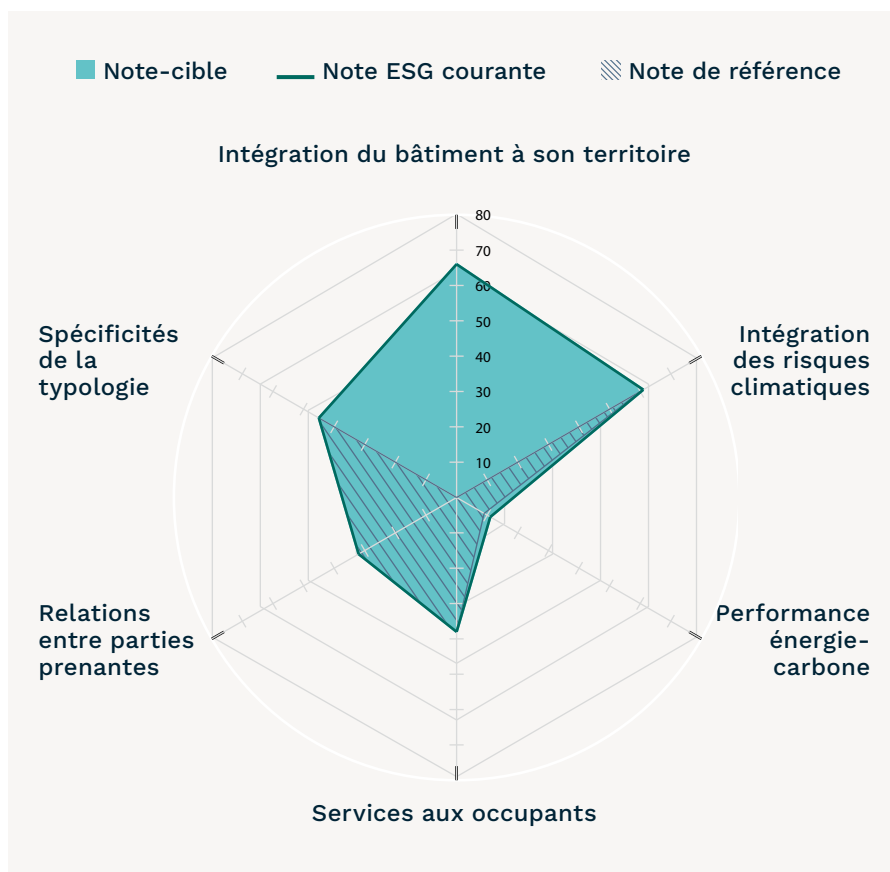 Note-cible
Note ESG courante
Note de référence
Intégration du bâtiment à son territoire
80
70
60
50
40
30
20
10
Spécificités
de la
typologie
Intégration
des risques
climatiques
Relations
entre parties
prenantes
Performance
énergie-
carbone
Services aux occupants